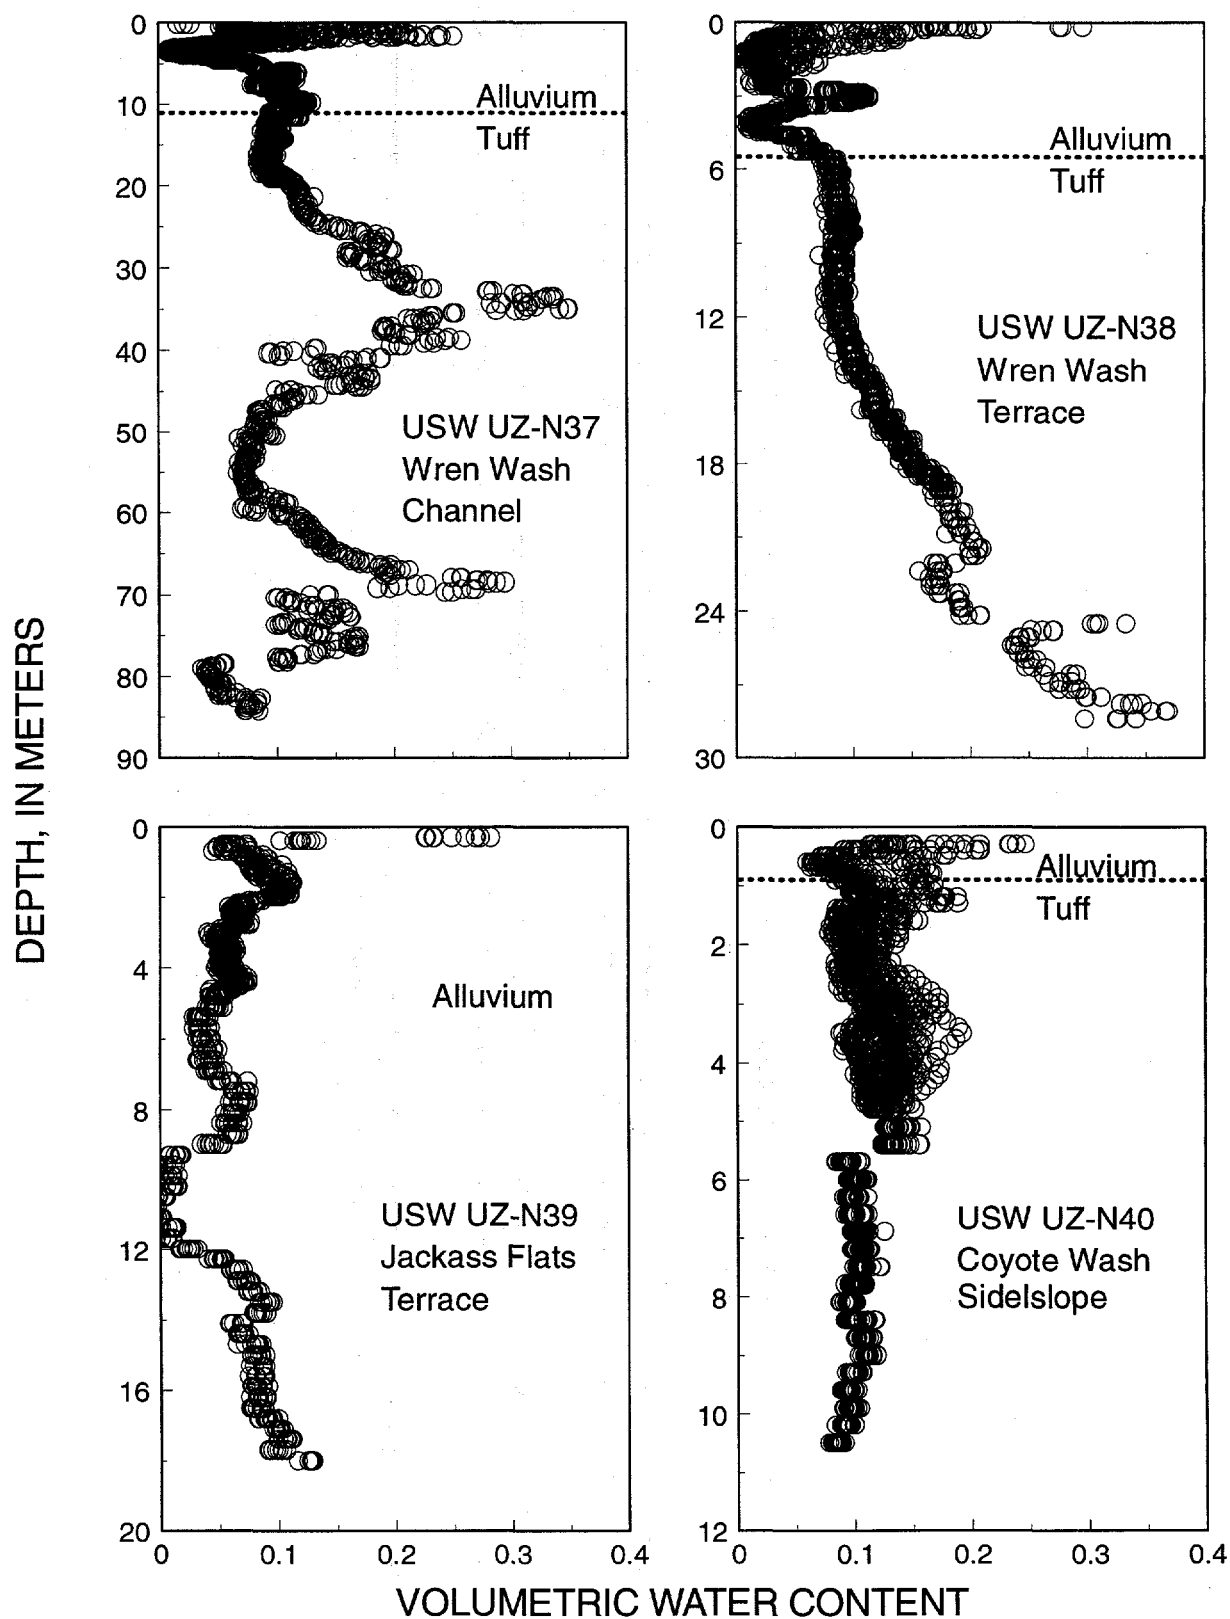 0
10
20
30
40
50
60
70
80
90
Alluvium
Tuff
USW UZ-N37
Wren Wash
Channel
0
6
12
18
24
30
Alluvium
Tuff
USW UZ-N38
Wren Wash
Terrace
DEPTH, IN METERS
0
4
8
12
16
20
Alluvium
USW UZ-N39
Jackass Flats
Terrace
0 0.1 0.2 0.3 0.4
0
2
4
6
8
10
12
Alluvium
Tuff
USW UZ-N40
Coyote Wash
Sidelslope
0 0.1 0.2 0.3 0.4
VOLUMETRIC WATER CONTENT